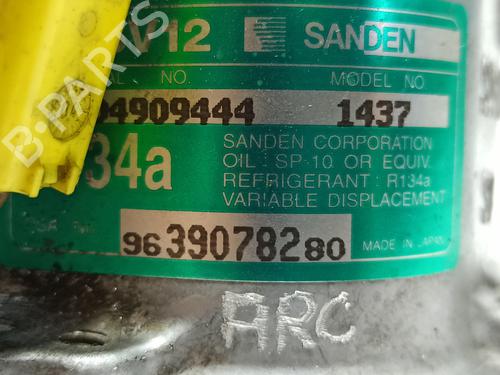 V12 SANDEN
NO. MODEL NO
04909444 1437
SANDEN CORPORATION
34a OIL: SP-10 OR EQUIV.
REFRIGERANT: R134a
VARIABLE DISPLACEMENT
9639078280 MADE IN JAPAN
ARC
B-PARTS